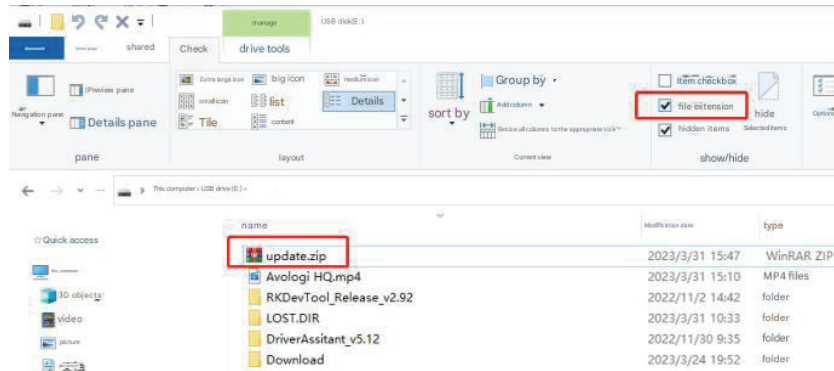 manage USB disk(E:)
shared Check drive tools
Preview pane Extra large icon big icon medium icon Group by Item checkbox
small icon list Details Add column file extension hide
Navigation pane Details pane Tile content sort by hidden items Selected items
pane layout Current view show/hide
This computer › USB drive (E:) ›
name Modification date type
Quick access
update.zip 2023/3/31 15:47 WinRAR ZIP
Avologi HQ.mp4 2023/3/31 15:10 MP4 files
3D objects RKDevTool_Release_v2.92 2022/11/2 14:42 folder
video LOST.DIR 2023/3/31 10:33 folder
picture DriverAssitant_v5.12 2022/11/30 9:35 folder
Download 2023/3/24 19:52 folder